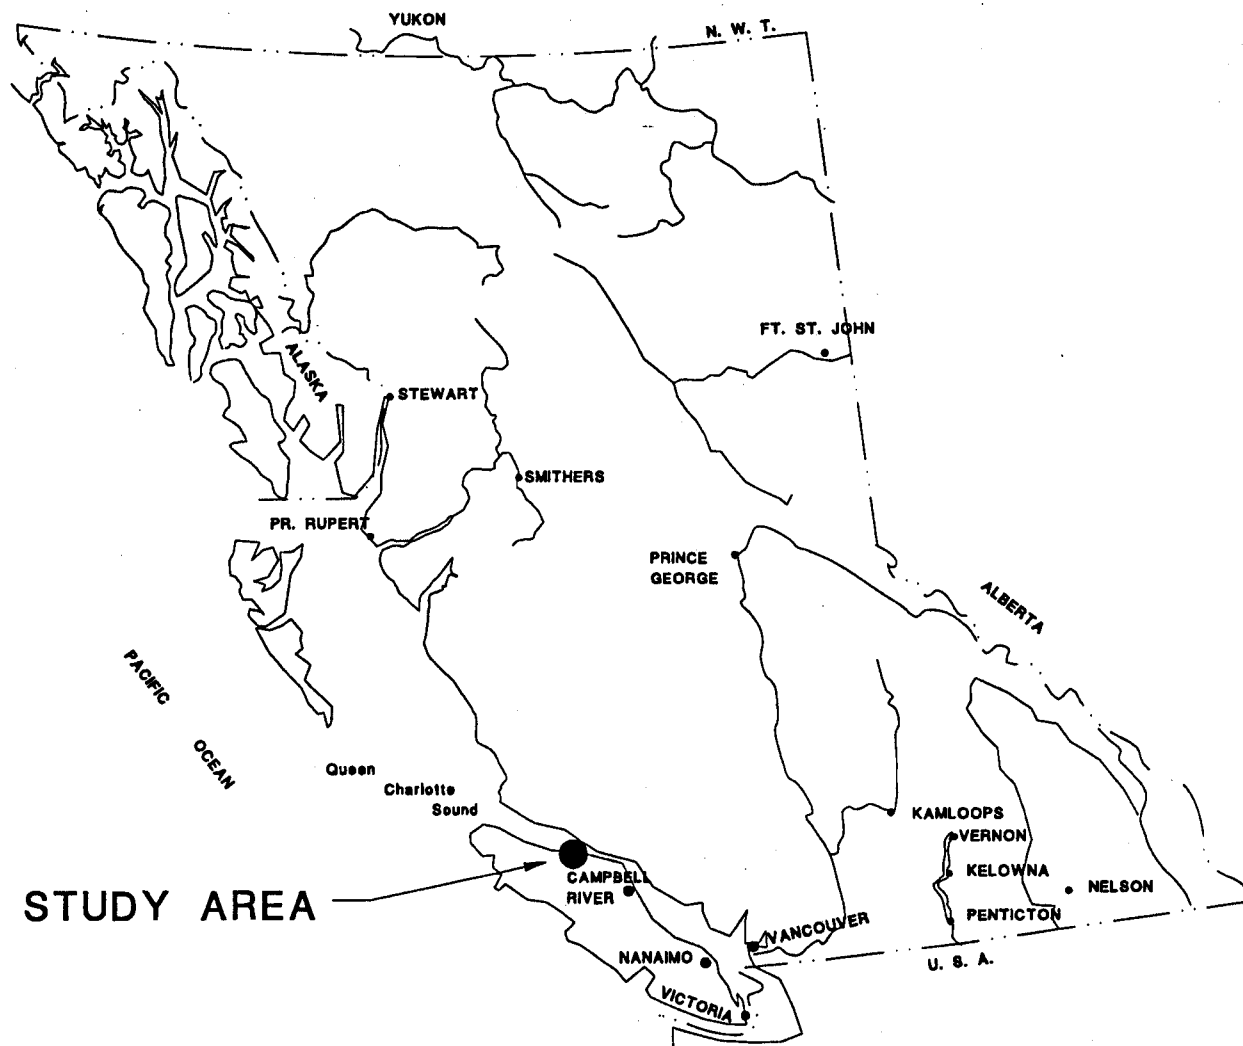 YUKON
N. W. T.
FT. ST. JOHN
ALASKA
STEWART
SMITHERS
PR. RUPERT
PRINCE
GEORGE
ALBERTA
PACIFIC
OCEAN
Queen
Charlotte
Sound
KAMLOOPS
VERNON
CAMPBELL
RIVER
KELOWNA
NELSON
STUDY AREA
PENTICTON
VANCOUVER
NANAIMO
U. S. A.
VICTORIA